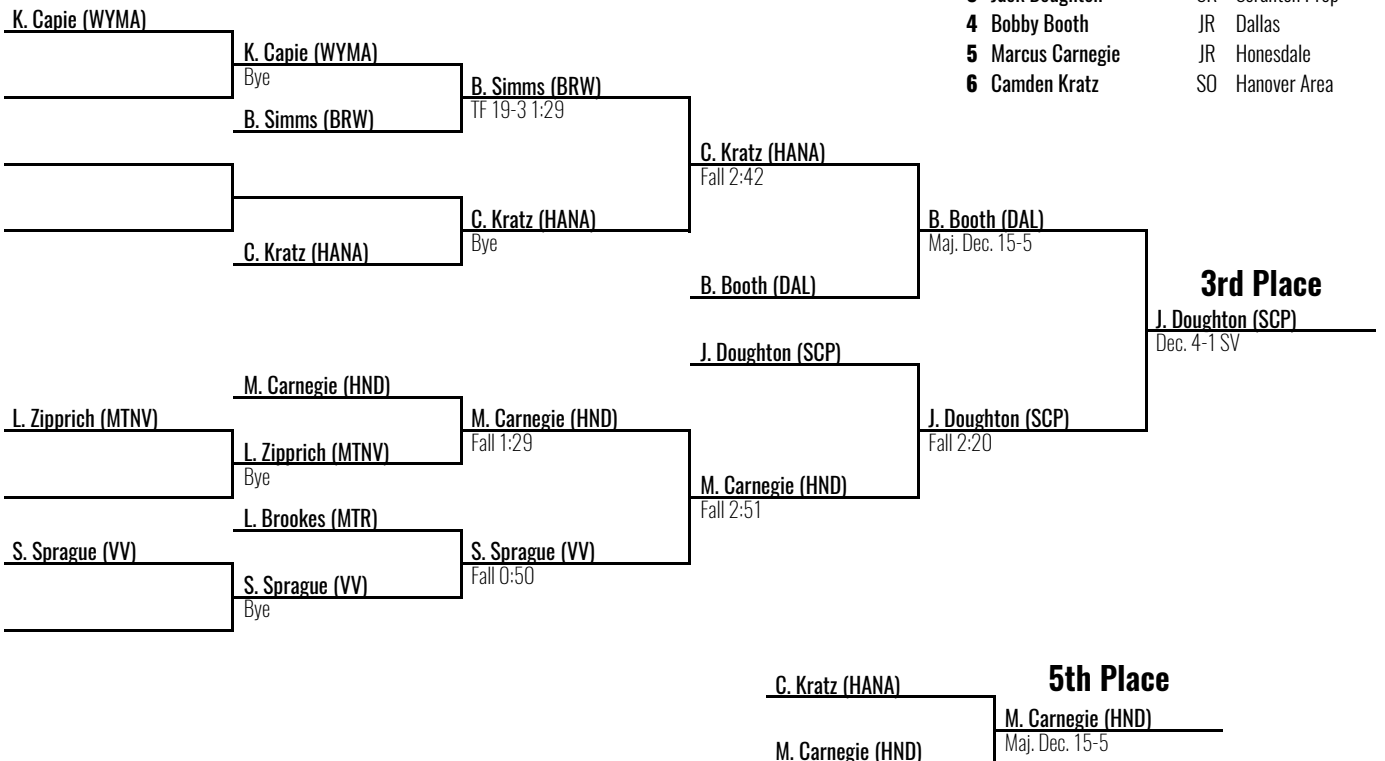 K. Capie (WYMA)
K. Capie (WYMA)
Bye
B. Simms (BRW)
B. Simms (BRW)
TF 19-3 1:29
C. Kratz (HANA)
C. Kratz (HANA)
Bye
C. Kratz (HANA)
Fall 2:42
B. Booth (DAL)
B. Booth (DAL)
Maj. Dec. 15-5
3 Jack Doughton Scranton Prep
4 Bobby Booth JR Dallas
5 Marcus Carnegie JR Honesdale
6 Camden Kratz SO Hanover Area
3rd Place
J. Doughton (SCP)
Dec. 4-1 SV
J. Doughton (SCP)
J. Doughton (SCP)
Fall 2:20
M. Carnegie (HND)
L. Zipprich (MTNV)
L. Zipprich (MTNV)
Bye
M. Carnegie (HND)
Fall 1:29
M. Carnegie (HND)
Fall 2:51
L. Brookes (MTR)
S. Sprague (VV)
S. Sprague (VV)
Bye
S. Sprague (VV)
Fall 0:50
5th Place
C. Kratz (HANA)
M. Carnegie (HND)
Maj. Dec. 15-5
M. Carnegie (HND)